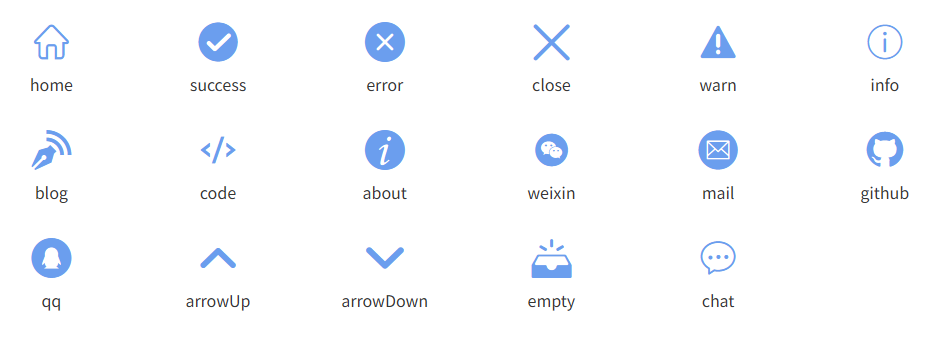 home success error close warn info
blog code about weixin mail github
qq arrowUp arrowDown empty chat